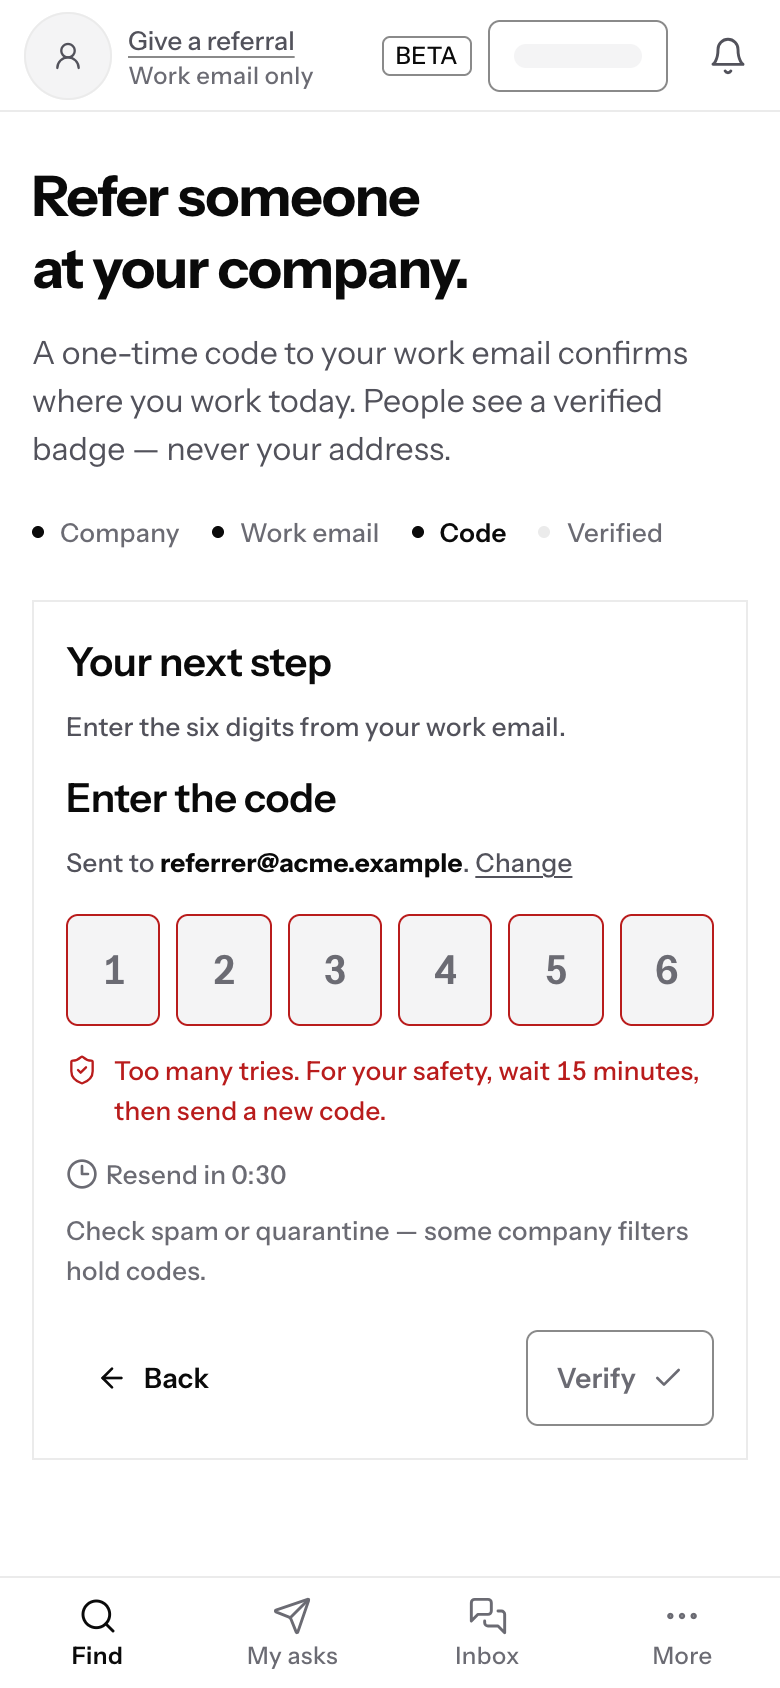 Give a referral
Work email only
BETA
Refer someone
at your company.
A one-time code to your work email confirms
where you work today. People see a verified
badge — never your address.
Company Work email Code Verified
Your next step
Enter the six digits from your work email.
Enter the code
Sent to referrer@acme.example. Change
1 2 3 4 5 6
Too many tries. For your safety, wait 15 minutes,
then send a new code.
Resend in 0:30
Check spam or quarantine — some company filters
hold codes.
Back Verify
Find My asks Inbox More